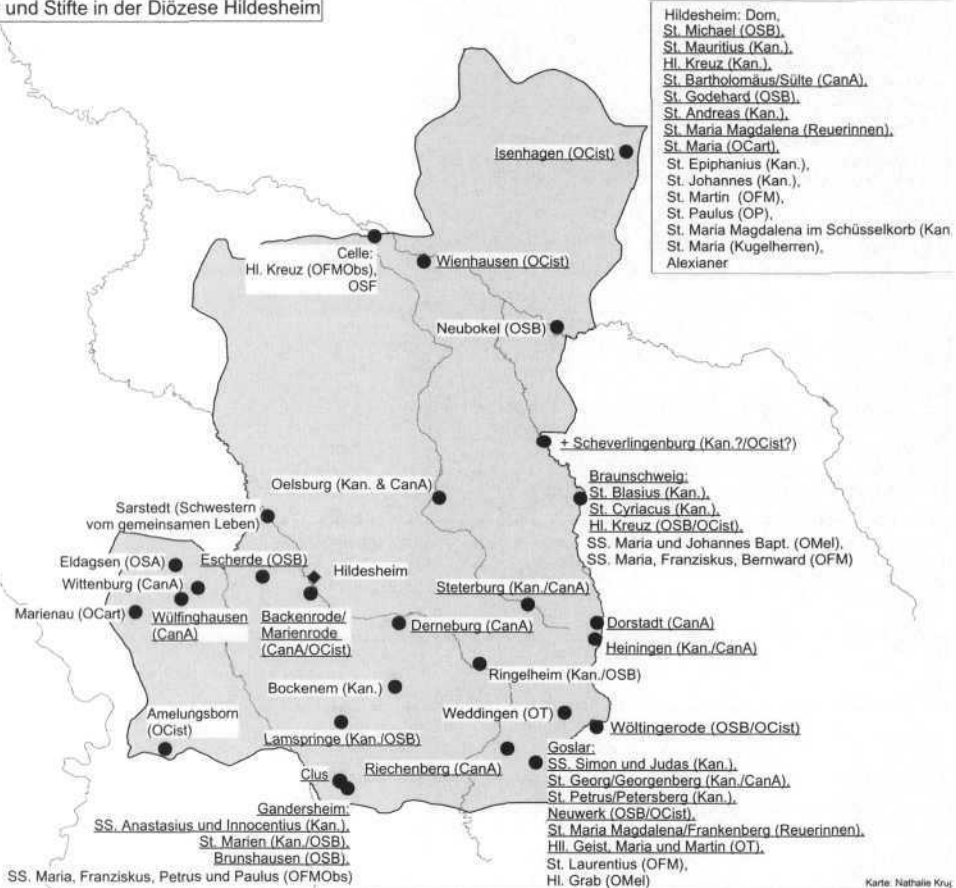 und Stifte in der Diözese Hildesheim
Hildesheim: Dom,
St. Michael (OSB),
St. Mauritius (Kan.),
Hl. Kreuz (Kan.),
St. Bartholomäus/Sülte (CanA),
St. Godehard (OSB),
St. Andreas (Kan.),
St. Maria Magdalena (Reuerinnen),
St. Maria (OCart),
St. Epiphanius (Kan.),
St. Johannes (Kan.),
St. Martin (OFM),
St. Paulus (OP),
St. Maria Magdalena im Schüsselkorb (Kan
St. Maria (Kugelherren),
Alexianer
Isenhagen (OCist)
Celle:
Hl. Kreuz (OFMObs),
OSF
Wienhausen (OCist)
Neubokel (OSB)
+ Scheverlingenburg (Kan.?/OCist?)
Oelsburg (Kan. & CanA)
Braunschweig:
St. Blasius (Kan.),
St. Cyriacus (Kan.),
Hl. Kreuz (OSB/OCist),
SS. Maria und Johannes Bapt. (OMel),
SS. Maria, Franziskus, Bernward (OFM)
Sarstedt (Schwestern
vom gemeinsamen Leben)
Eldagsen (OSA)
Escherde (OSB)
Hildesheim
Wittenburg (CanA)
Marienau (OCart)
Wülfinghausen
(CanA)
Backenrode/
Marienrode
(CanA/OCist)
Steterburg (Kan./CanA)
Derneburg (CanA)
Dorstadt (CanA)
Heiningen (Kan./CanA)
Ringelheim (Kan./OSB)
Bockenem (Kan.)
Amelungsborn
(OCist)
Lamspringe (Kan./OSB)
Weddingen (OT)
Wöltingerode (OSB/OCist)
Clus
Riechenberg (CanA)
Goslar:
SS. Simon und Judas (Kan.),
St. Georg/Georgenberg (Kan./CanA),
St. Petrus/Petersberg (Kan.),
Neuwerk (OSB/OCist),
St. Maria Magdalena/Frankenberg (Reuerinnen),
Hll. Geist, Maria und Martin (OT),
St. Laurentius (OFM),
Hl. Grab (OMel)
Gandersheim:
SS. Anastasius und Innocentius (Kan.),
St. Marien (Kan./OSB),
Brunshausen (OSB),
SS. Maria, Franziskus, Petrus und Paulus (OFMObs)
Karte: Nathalie Kruj